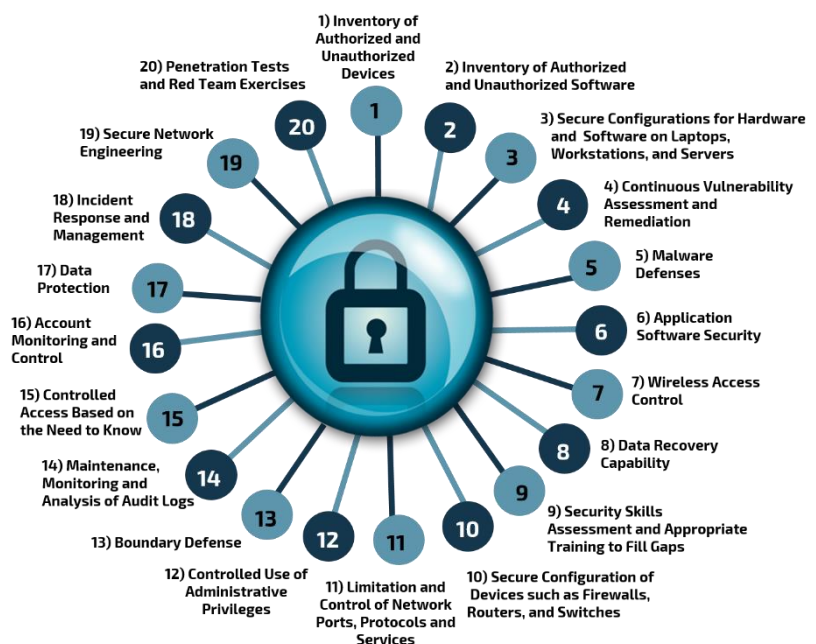 1) Inventory of
Authorized and
Unauthorized
Devices
2) Inventory of Authorized
and Unauthorized Software
3) Secure Configurations for Hardware
and Software on Laptops,
Workstations, and Servers
4) Continuous Vulnerability
Assessment and
Remediation
5) Malware
Defenses
6) Application
Software Security
7) Wireless Access
Control
8) Data Recovery
Capability
9) Security Skills
Assessment and Appropriate
Training to Fill Gaps
10) Secure Configuration of
Devices such as Firewalls,
Routers, and Switches
11) Limitation and
Control of Network
Ports, Protocols and
Services
12) Controlled Use of
Administrative
Privileges
13) Boundary Defense
14) Maintenance,
Monitoring and
Analysis of Audit Logs
15) Controlled
Access Based on
the Need to Know
16) Account
Monitoring and
Control
17) Data
Protection
18) Incident
Response and
Management
19) Secure Network
Engineering
20) Penetration Tests
and Red Team Exercises
1
2
3
4
5
6
7
8
9
10
11
12
13
14
15
16
17
18
19
20